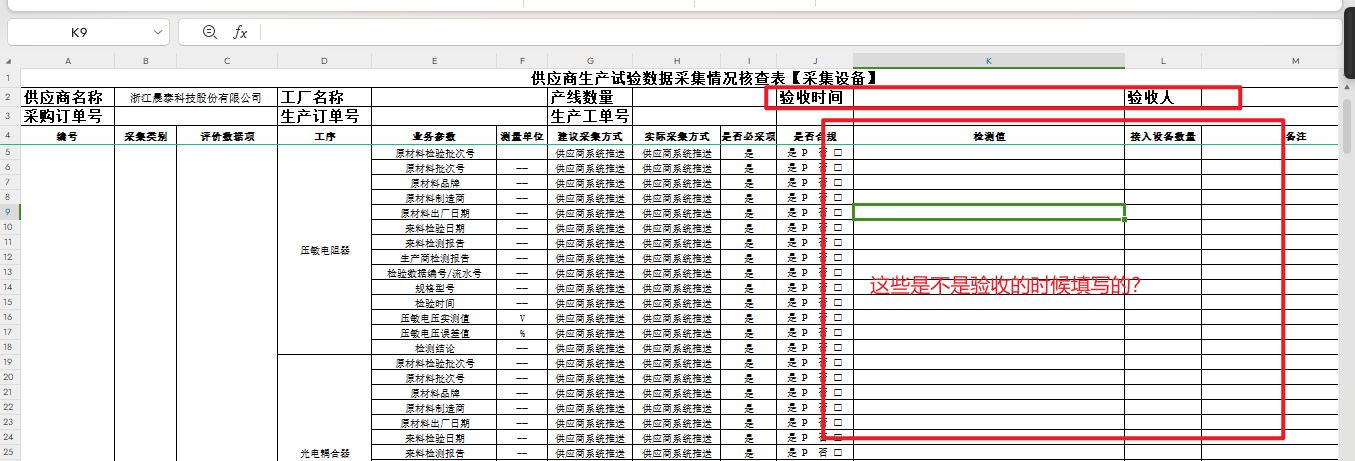 K9 fx
A B C D E F G H I J K L M
1 供应商生产试验数据采集情况核查表【采集设备】
2 供应商名称 浙江晨泰科技股份有限公司 工厂名称 产线数量 验收时间 验收人
3 采购订单号 生产订单号 生产工单号
4 编号 采集类别 评价数据项 工序 业务参数 测量单位 建议采集方式 实际采集方式 是否必采项 是否合规 检测值 接入设备数量 备注
5 原材料检验批次号 供应商系统推送 供应商系统推送 是 是 P 否 □
6 原材料批次号 —— 供应商系统推送 供应商系统推送 是 是 P 否 □
7 原材料品牌 —— 供应商系统推送 供应商系统推送 是 是 P 否 □
8 原材料制造商 —— 供应商系统推送 供应商系统推送 是 是 P 否 □
9 原材料出厂日期 —— 供应商系统推送 供应商系统推送 是 是 P 否 □
10 来料检验日期 —— 供应商系统推送 供应商系统推送 是 是 P 否 □
11 来料检测报告 —— 供应商系统推送 供应商系统推送 是 是 P 否 □
压敏电阻器
12 生产商检测报告 —— 供应商系统推送 供应商系统推送 是 是 P 否 □
13 检验数据编号/流水号 —— 供应商系统推送 供应商系统推送 是 是 P 否 □
14 规格型号 —— 供应商系统推送 供应商系统推送 是 是 P 否 □
这些是不是验收的时候填写的?
15 检验时间 —— 供应商系统推送 供应商系统推送 是 是 P 否 □
16 压敏电压实测值 V 供应商系统推送 供应商系统推送 是 是 P 否 □
17 压敏电压误差值 % 供应商系统推送 供应商系统推送 是 是 P 否 □
18 检测结论 —— 供应商系统推送 供应商系统推送 是 是 P 否 □
19 原材料检验批次号 —— 供应商系统推送 供应商系统推送 是 是 P 否 □
20 原材料批次号 —— 供应商系统推送 供应商系统推送 是 是 P 否 □
21 原材料品牌 —— 供应商系统推送 供应商系统推送 是 是 P 否 □
22 原材料制造商 —— 供应商系统推送 供应商系统推送 是 是 P 否 □
23 原材料出厂日期 —— 供应商系统推送 供应商系统推送 是 是 P 否 □
24 来料检验日期 —— 供应商系统推送 供应商系统推送 是 是 P 否 □
25 光电耦合器 来料检测报告 —— 供应商系统推送 供应商系统推送 是 是 P 否 □